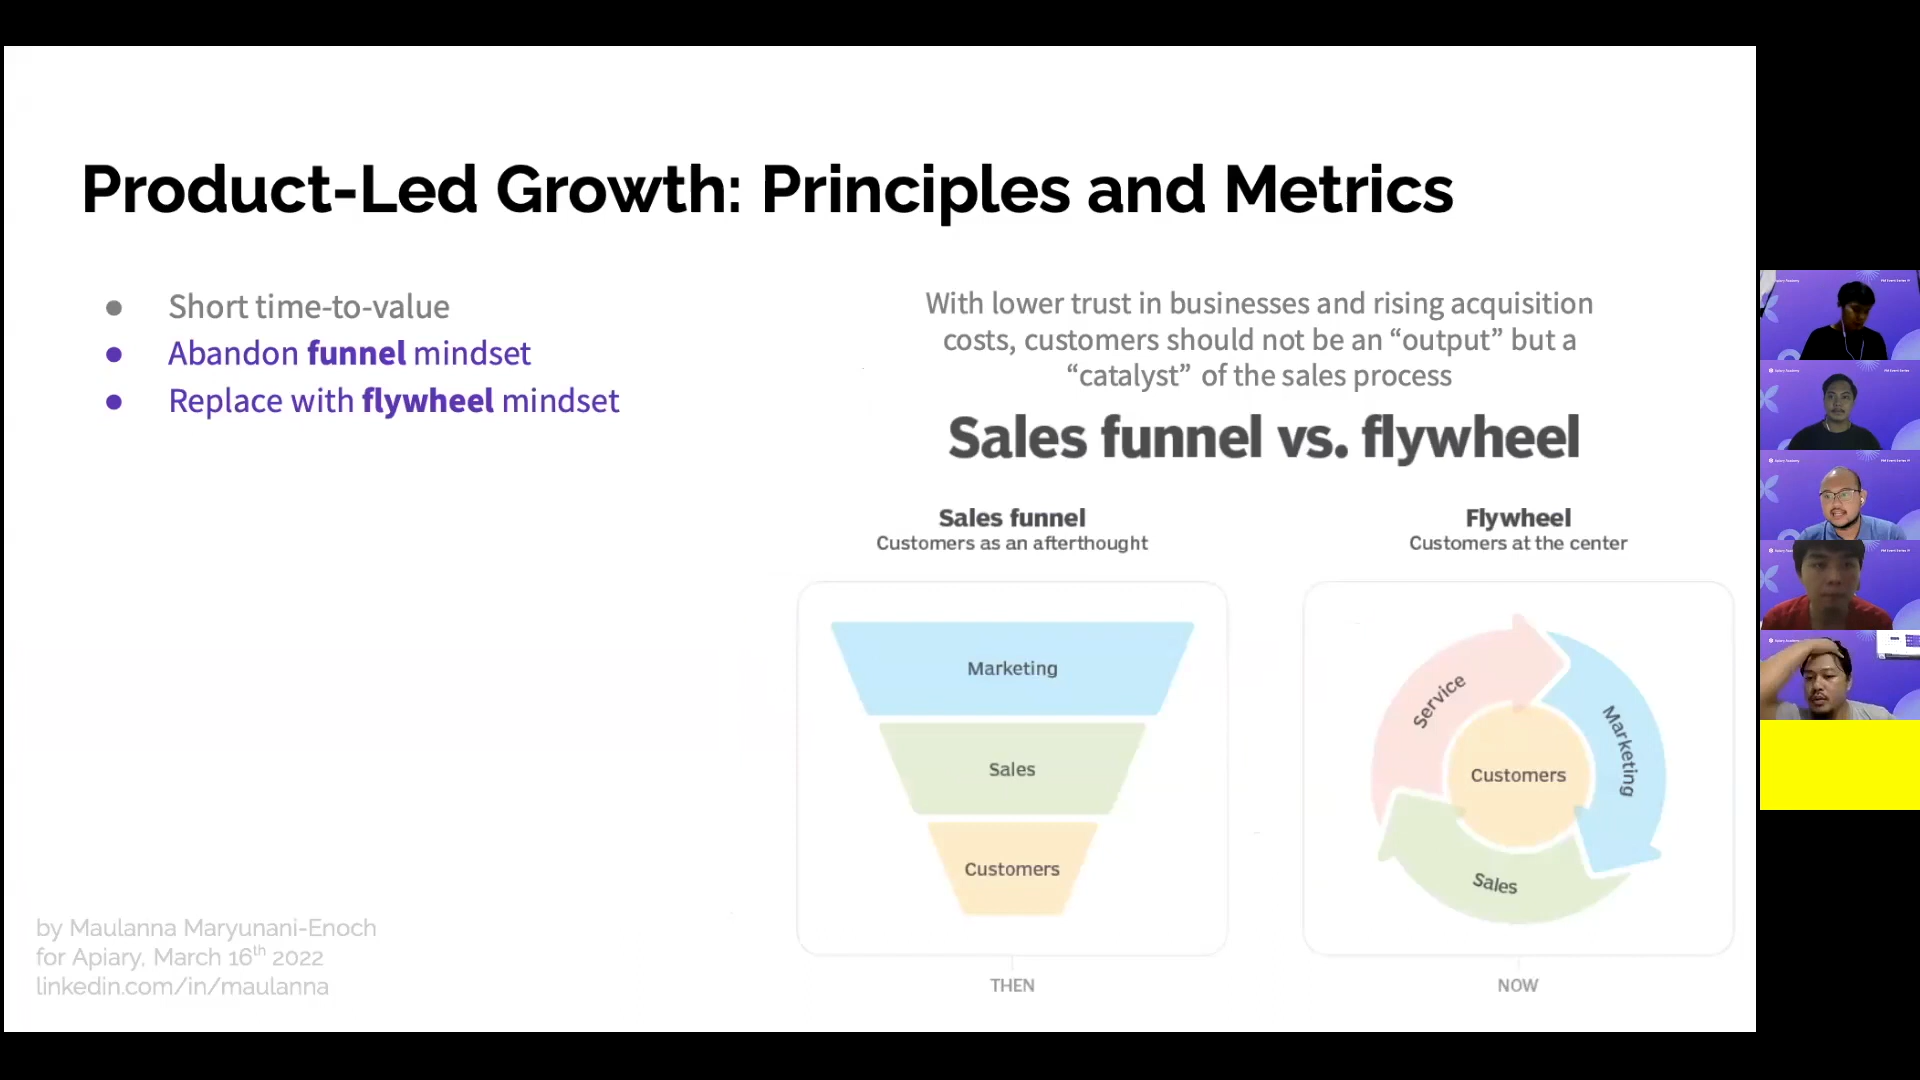 Product-Led Growth: Principles and Metrics
● Short time-to-value
● Abandon funnel mindset
● Replace with flywheel mindset
With lower trust in businesses and rising acquisition
costs, customers should not be an “output” but a
“catalyst” of the sales process
Sales funnel vs. flywheel
Sales funnel
Customers as an afterthought
Marketing
Sales
Customers
THEN
Flywheel
Customers at the center
Service
Marketing
Customers
Sales
NOW
by Maulanna Maryunani-Enoch
for Apiary, March 16th 2022
linkedin.com/in/maulanna